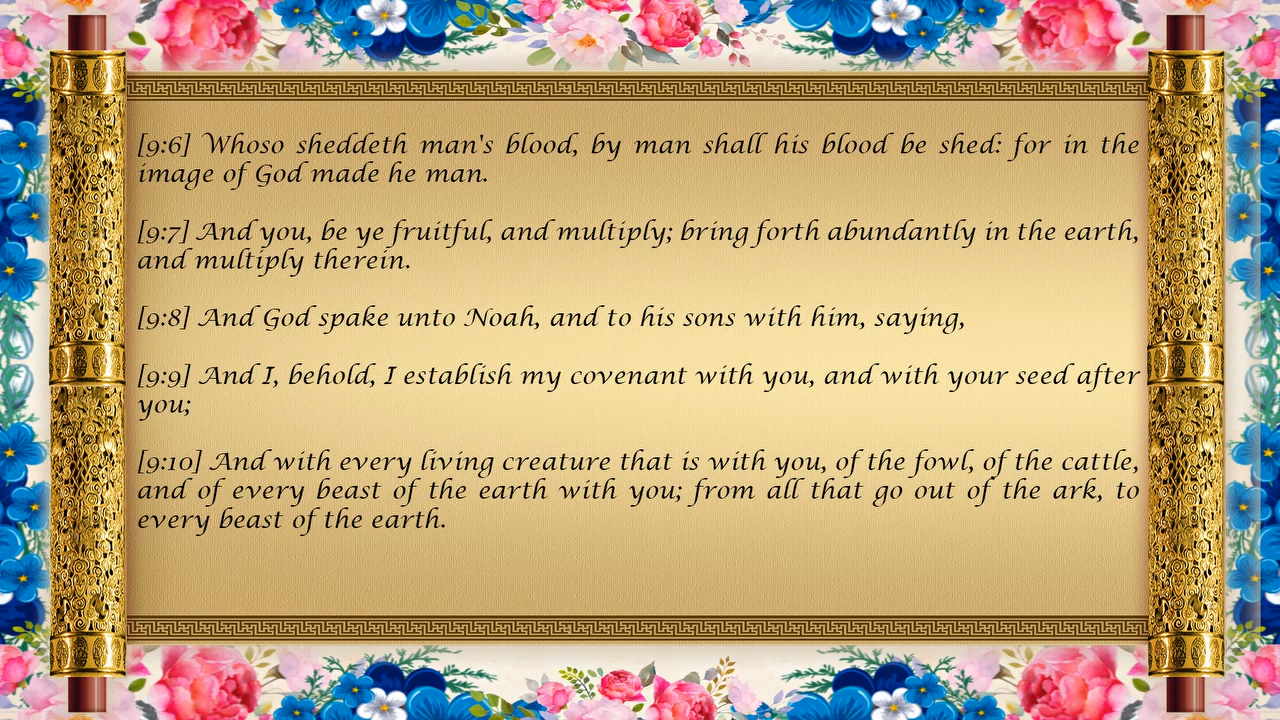 [9:6] Whoso sheddeth man's blood, by man shall his blood be shed: for in the
image of God made he man.
[9:7] And you, be ye fruitful, and multiply; bring forth abundantly in the earth,
and multiply therein.
[9:8] And God spake unto Noah, and to his sons with him, saying,
[9:9] And I, behold, I establish my covenant with you, and with your seed after
you;
[9:10] And with every living creature that is with you, of the fowl, of the cattle,
and of every beast of the earth with you; from all that go out of the ark, to
every beast of the earth.